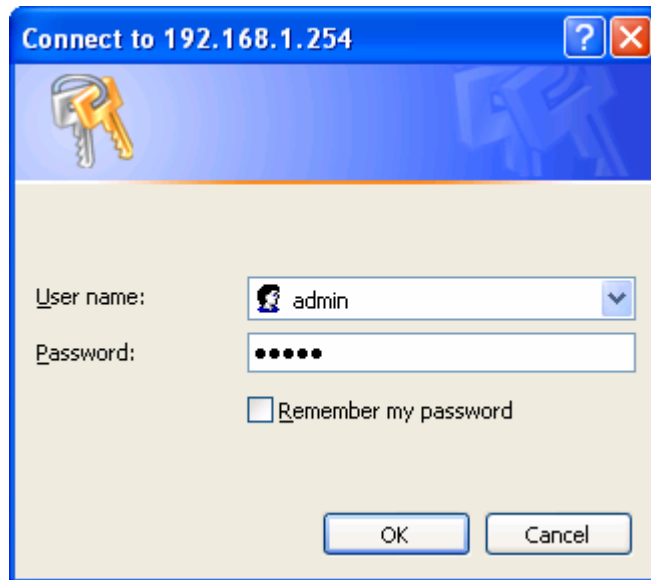 Connect to 192.168.1.254
User name:
admin
Password:
•••••
Remember my password
OK
Cancel